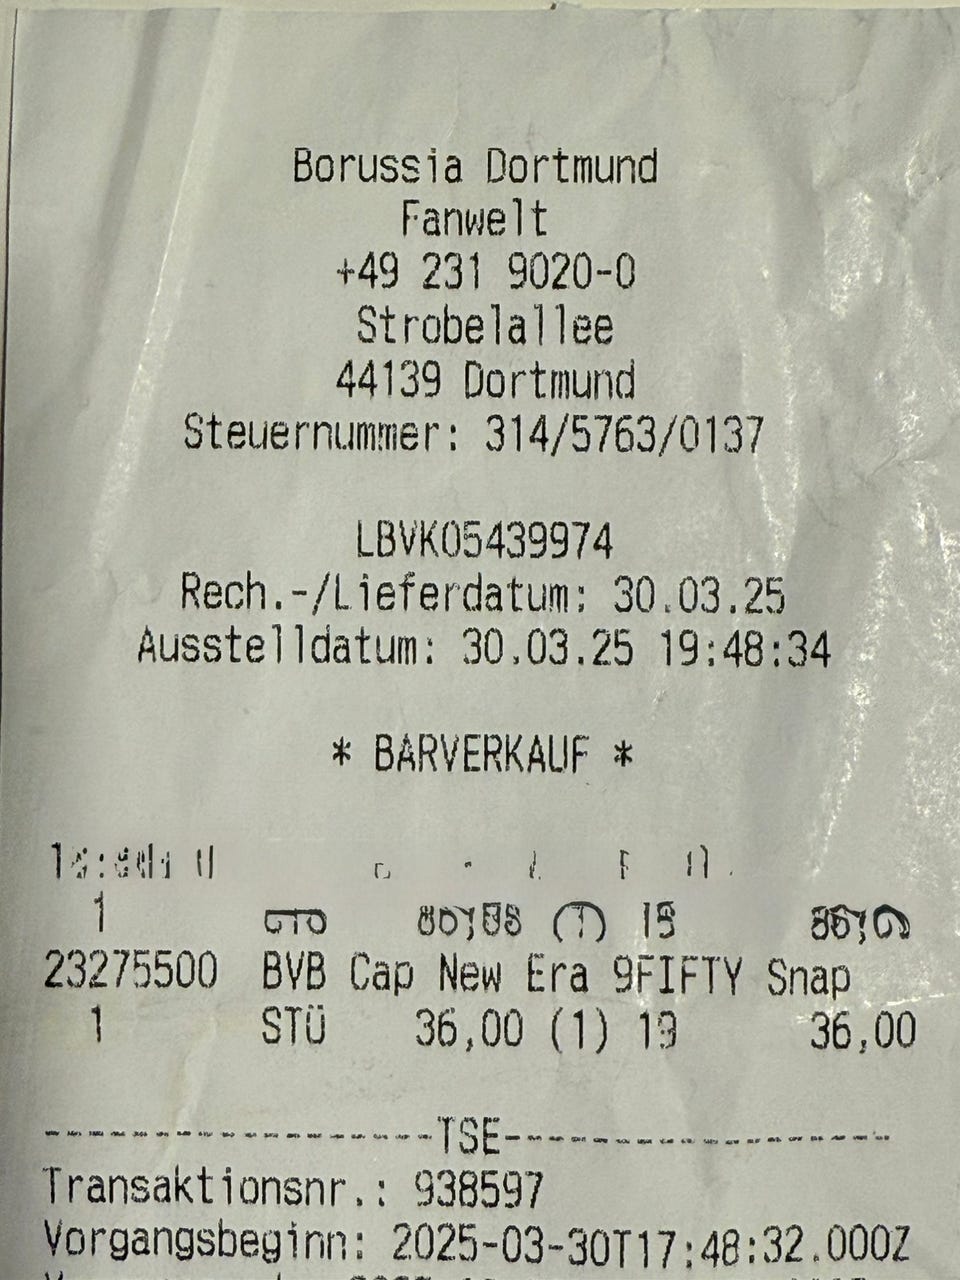 Borussia Dortmund
Fanwelt
+49 231 9020-0
Strobelallee
44139 Dortmund
Steuernummer: 314/5763/0137
LBVK05439974
Rech.-/Lieferdatum: 30.03.25
Ausstelldatum: 30.03.25 19:48:34
* BARVERKAUF *
1
23275500 BVB Cap New Era 9FIFTY Snap
1 STÜ 36,00 (1) 19 36,00
--------------------TSE--------------------
Transaktionsnr.: 938597
Vorgangsbeginn: 2025-03-30T17:48:32.000Z